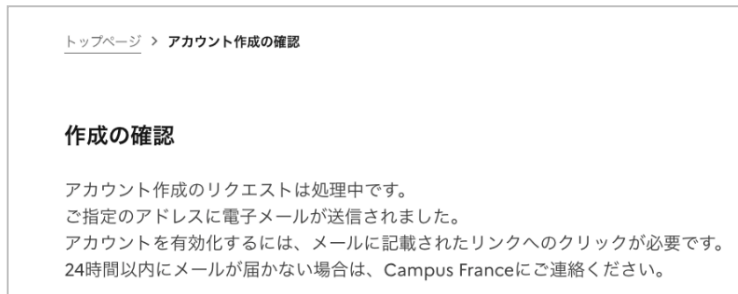 トップページ > アカウント作成の確認
作成の確認
アカウント作成のリクエストは処理中です。
ご指定のアドレスに電子メールが送信されました。
アカウントを有効化するには、メールに記載されたリンクへのクリックが必要です。
24時間以内にメールが届かない場合は、Campus Franceにご連絡ください。